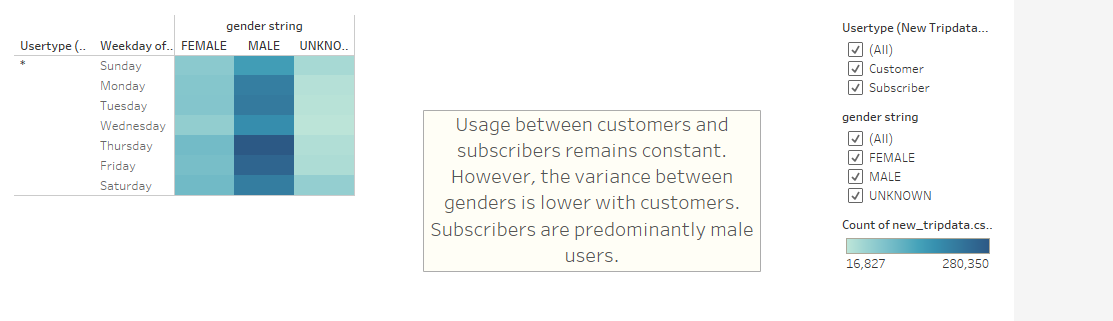 gender string
Usertype (.. Weekday of.. FEMALE MALE UNKNO..
* Sunday
Monday
Tuesday
Wednesday
Thursday
Friday
Saturday
Usage between customers and
subscribers remains constant.
However, the variance between
genders is lower with customers.
Subscribers are predominantly male
users.
Usertype (New Tripdata...
(All)
Customer
Subscriber
gender string
(All)
FEMALE
MALE
UNKNOWN
Count of new_tripdata.cs..
16,827 280,350